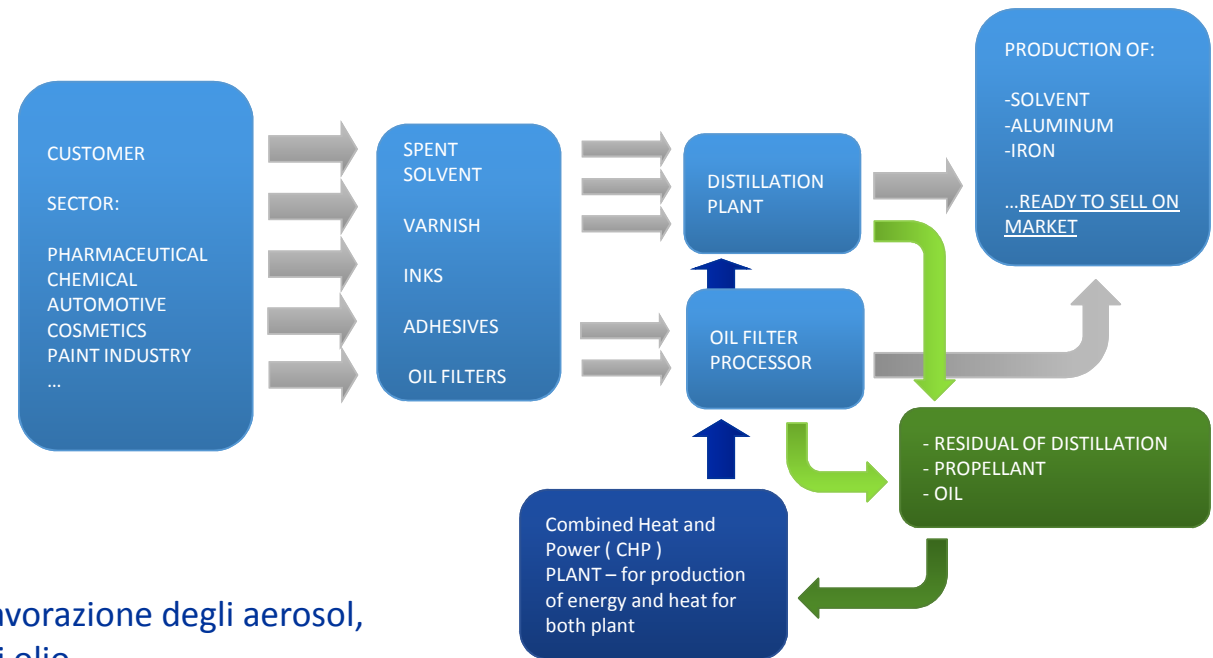 CUSTOMER
SECTOR:
PHARMACEUTICAL
CHEMICAL
AUTOMOTIVE
COSMETICS
PAINT INDUSTRY
...
SPENT
SOLVENT
VARNISH
INKS
ADHESIVES
OIL FILTERS
DISTILLATION
PLANT
OIL FILTER
PROCESSOR
PRODUCTION OF:
-SOLVENT
-ALUMINUM
-IRON
...READY TO SELL ON
MARKET
- RESIDUAL OF DISTILLATION
- PROPELLANT
- OIL
Combined Heat and
Power ( CHP )
PLANT – for production
of energy and heat for
both plant
avorazione degli aerosol,
i olio